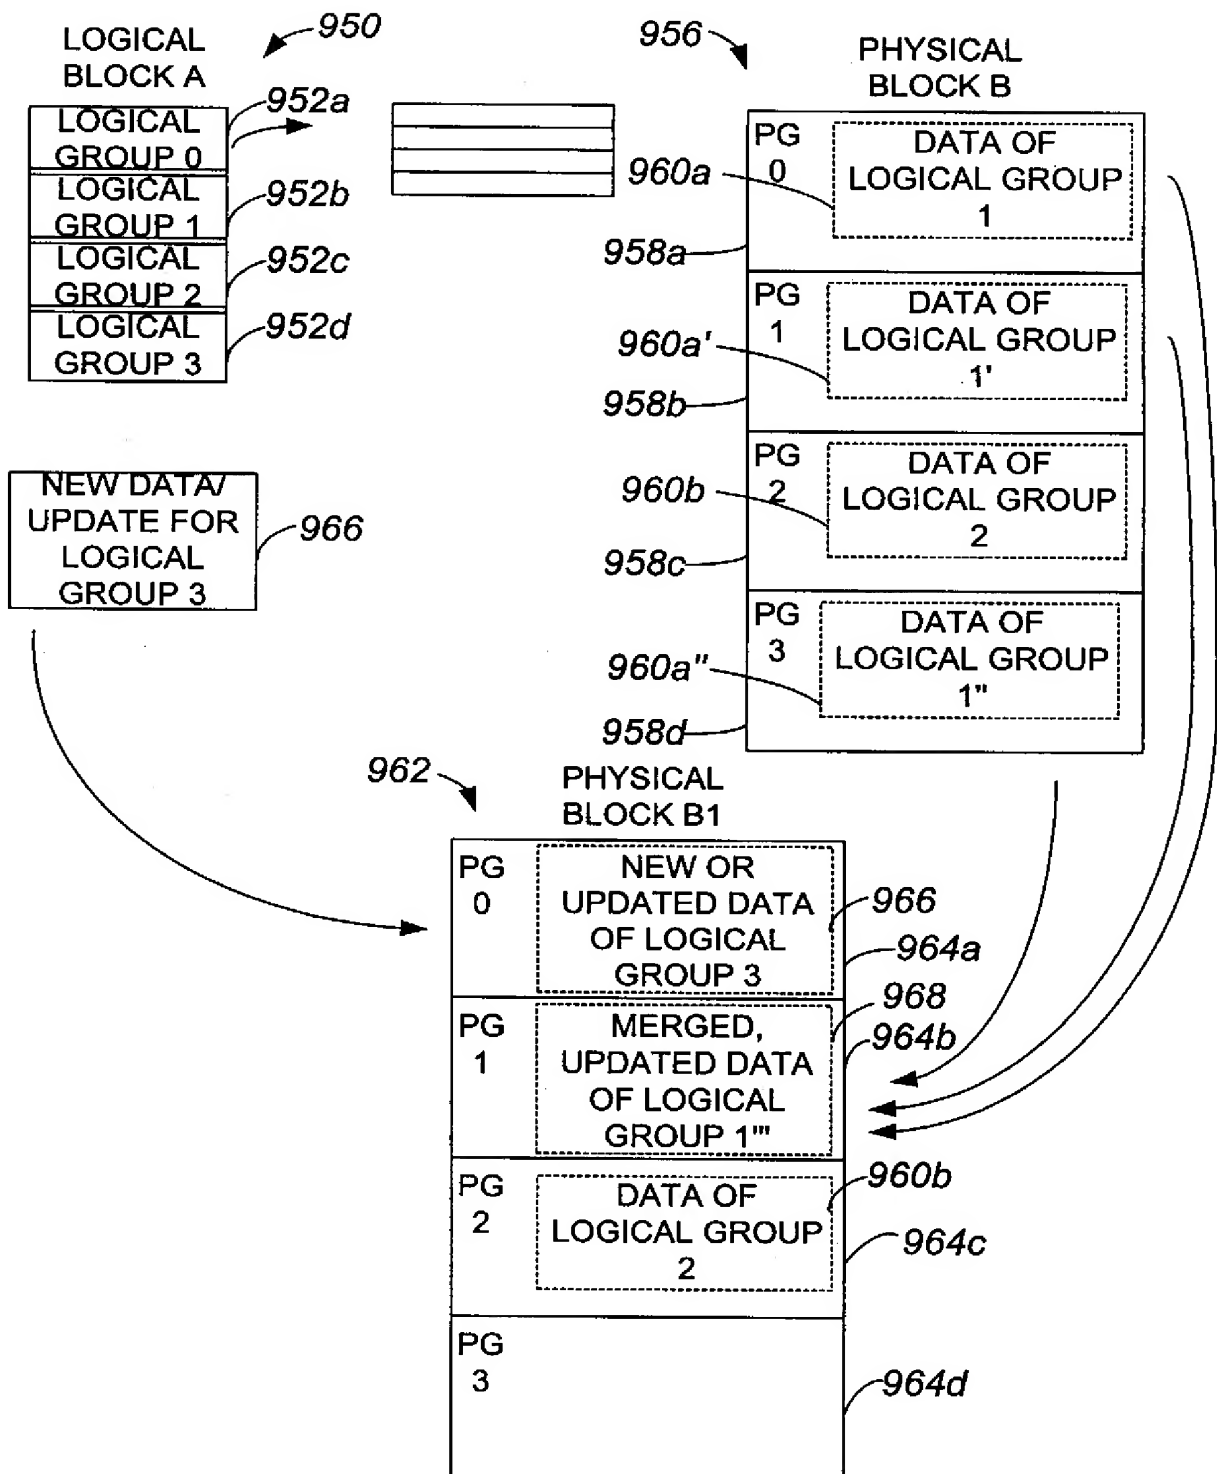 LOGICAL
BLOCK A
950
952a
LOGICAL
GROUP 0
952b
LOGICAL
GROUP 1
952c
LOGICAL
GROUP 2
952d
LOGICAL
GROUP 3
NEW DATA/
UPDATE FOR
LOGICAL
GROUP 3
966
956
PHYSICAL
BLOCK B
PG
0
DATA OF
LOGICAL GROUP
1
960a
958a
PG
1
DATA OF
LOGICAL GROUP
1'
960a'
958b
PG
2
DATA OF
LOGICAL GROUP
2
960b
958c
PG
3
DATA OF
LOGICAL GROUP
1"
960a"
958d
962
PHYSICAL
BLOCK B1
PG
0
NEW OR
UPDATED DATA
OF LOGICAL
GROUP 3
966
964a
PG
1
MERGED,
UPDATED DATA
OF LOGICAL
GROUP 1'''
968
964b
PG
2
DATA OF
LOGICAL GROUP
2
960b
964c
PG
3
964d